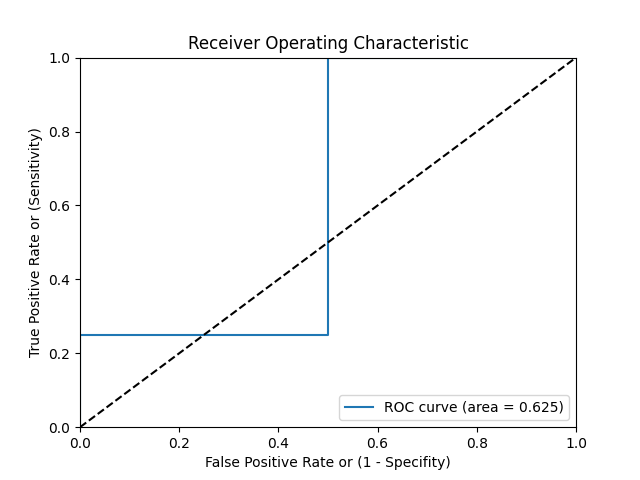 Receiver Operating Characteristic
1.0
0.8
0.6
0.4
0.2
0.0
True Positive Rate or (Sensitivity)
ROC curve (area = 0.625)
0.0 0.2 0.4 0.6 0.8 1.0
False Positive Rate or (1 - Specifity)